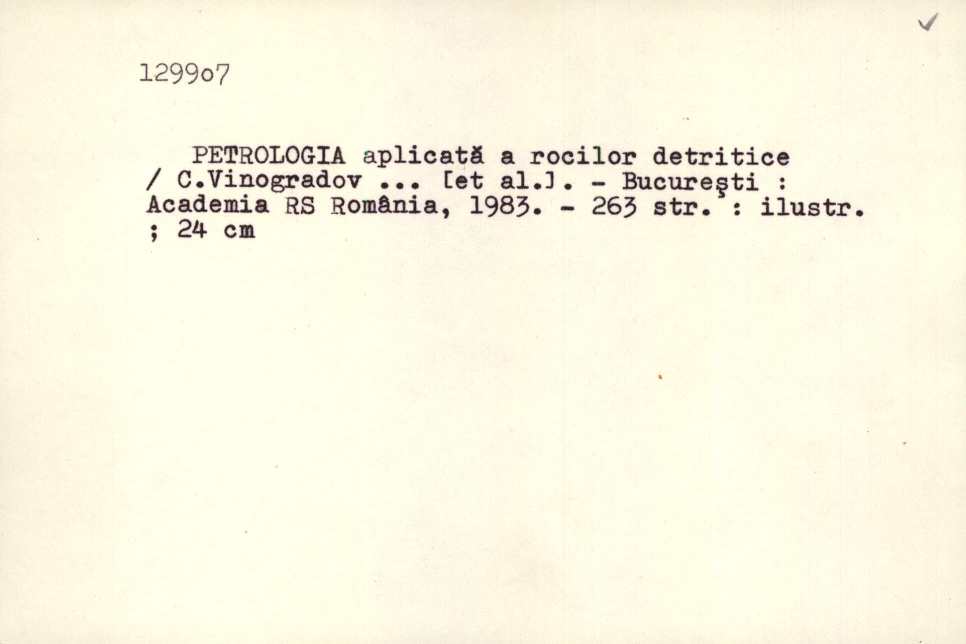 129907
PETROLOGIA aplicată a rocilor detritice
/ C.Vinogradov ... [et al.]. - Bucureşti :
Academia RS România, 1983. - 263 str. : ilustr.
; 24 cm